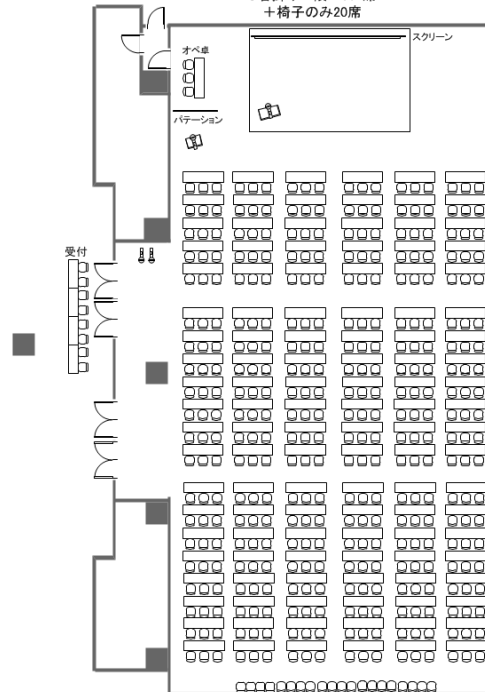 ＋椅子のみ20席
スクリーン
オペ卓
パテーション
受付